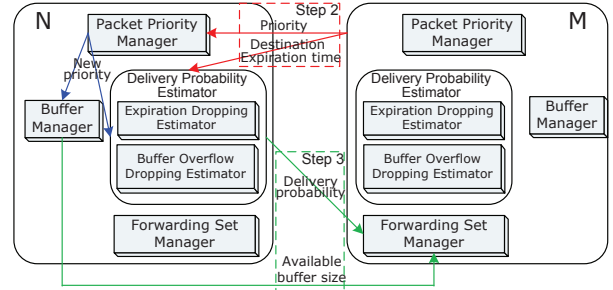 N
Packet Priority
Manager
New
priority
Buffer
Manager
Delivery Probability
Estimator
Expiration Dropping
Estimator
Buffer Overflow
Dropping Estimator
Forwarding Set
Manager
Step 2
Priority
Destination
Expiration time
Step 3
Delivery
probability
Available
buffer size
M
Packet Priority
Manager
Delivery Probability
Estimator
Expiration Dropping
Estimator
Buffer Overflow
Dropping Estimator
Buffer
Manager
Forwarding Set
Manager